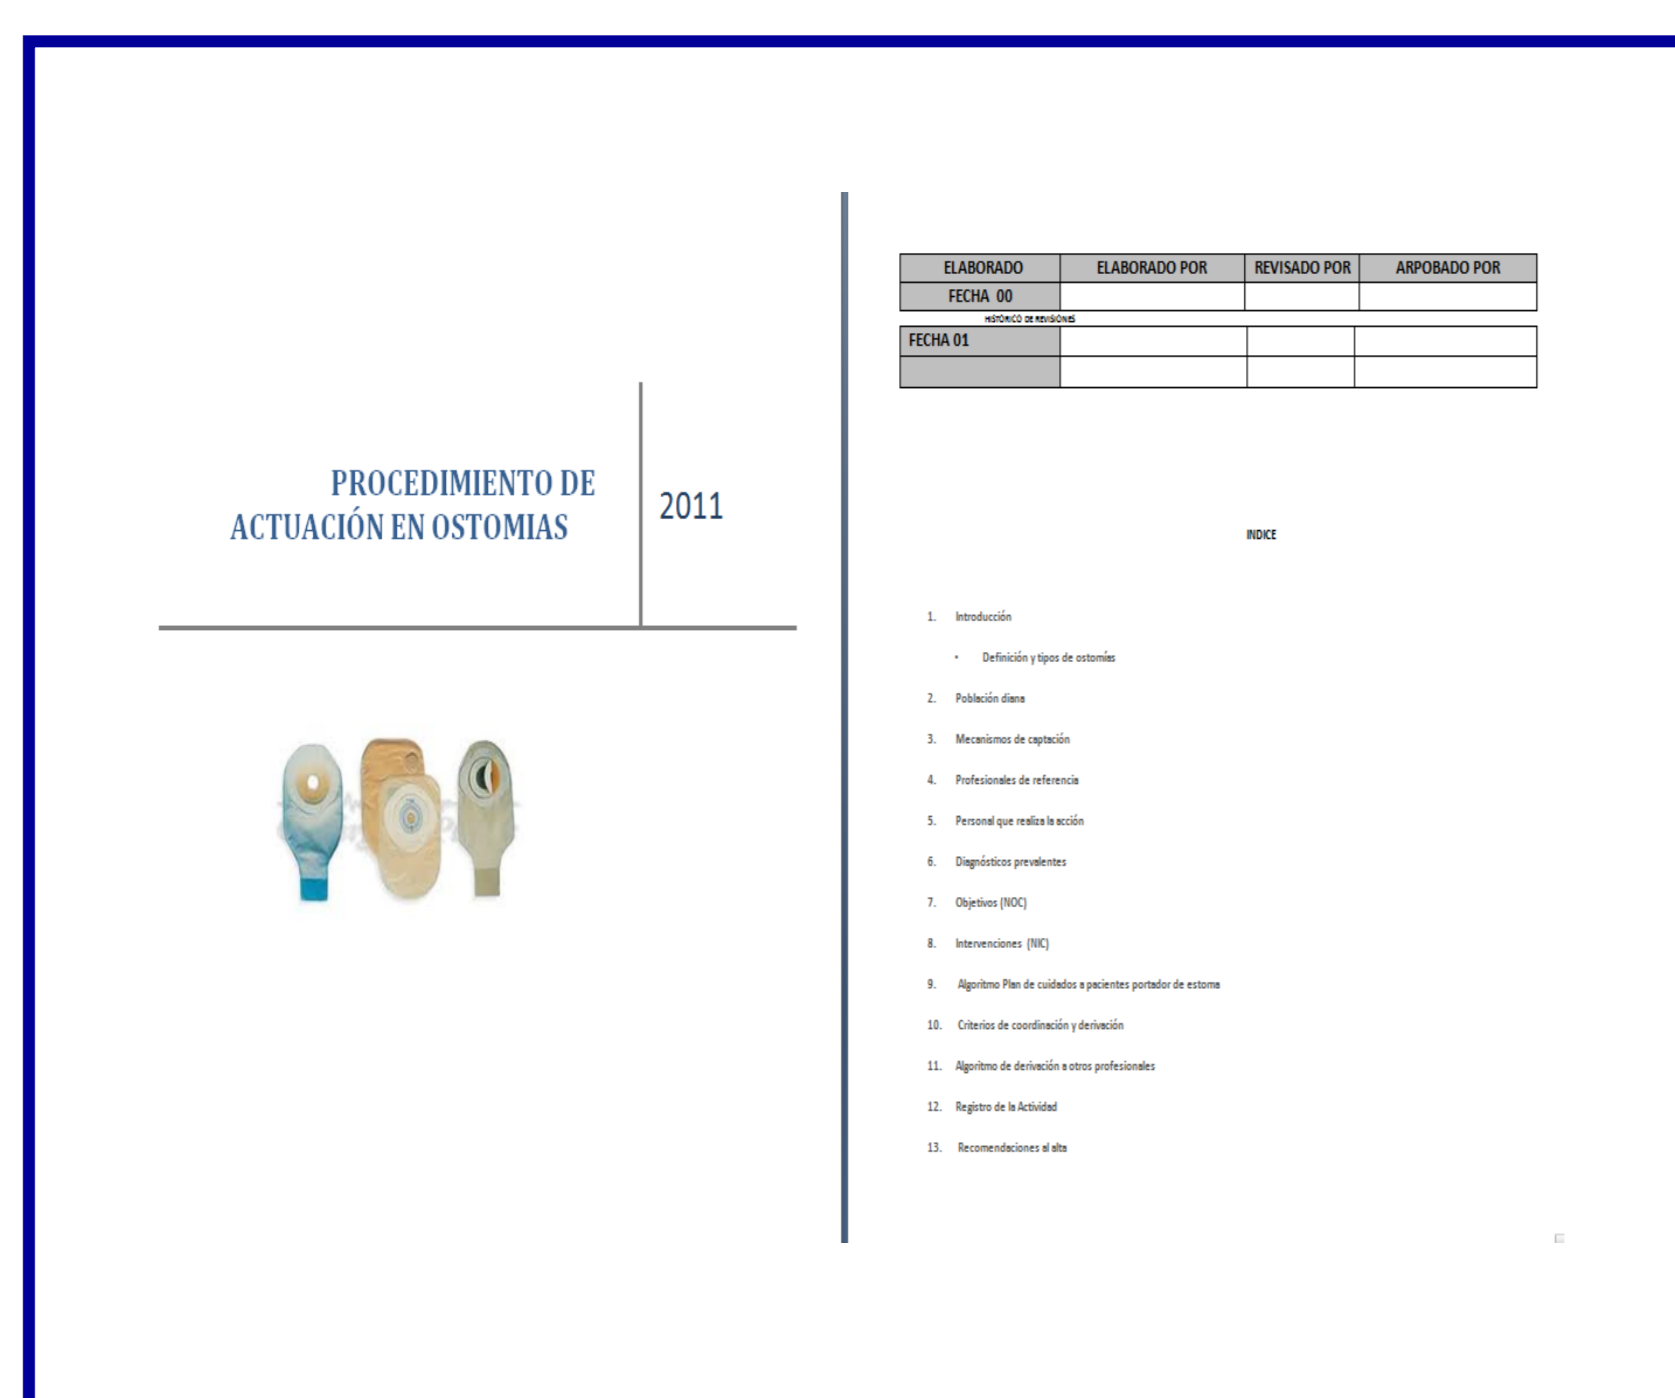 PROCEDIMIENTO DE
ACTUACIÓN EN OSTOMIAS
2011
ELABORADO ELABORADO POR REVISADO POR ARPOBADO POR
FECHA 00
HISTÓRICO DE REVISIONES
FECHA 01
INDICE
1. Introducción
• Definición y tipos de ostomías
2. Población diana
3. Mecanismos de captación
4. Profesionales de referencia
5. Personal que realiza la acción
6. Diagnósticos prevalentes
7. Objetivos (NOC)
8. Intervenciones (NIC)
9. Algoritmo Plan de cuidados a pacientes portador de estoma
10. Criterios de coordinación y derivación
11. Algoritmo de derivación a otros profesionales
12. Registro de la Actividad
13. Recomendaciones al alta